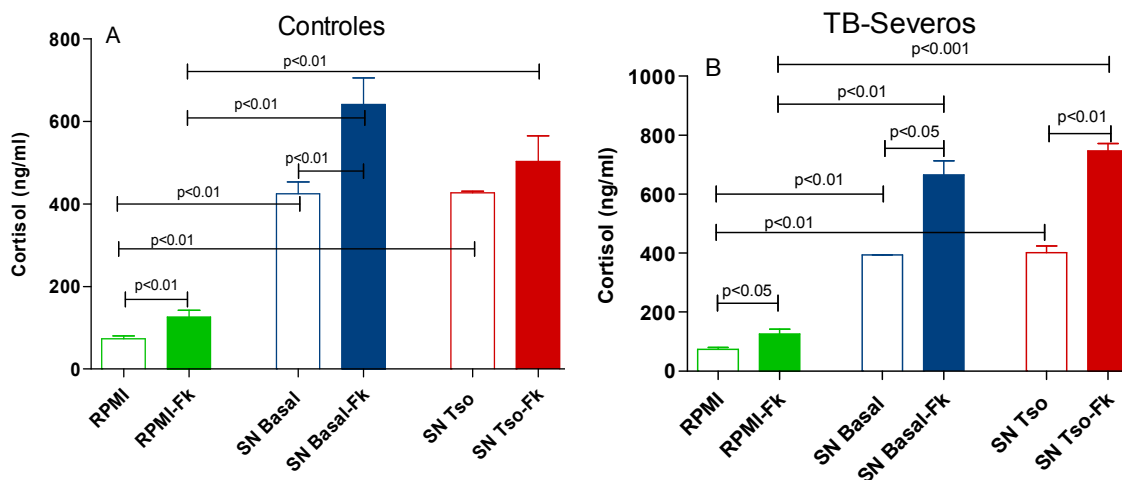 Controles
A
800
600
400
200
0
Cortisol (ng/ml)
p<0.01
p<0.01
p<0.01
p<0.01
p<0.01
p<0.01
RPMI
RPMI-Fk
SN Basal
SN Basal-Fk
SN Tso
SN Tso-Fk
TB-Severos
B
1000
800
600
400
200
0
Cortisol (ng/ml)
p<0.001
p<0.01
p<0.05
p<0.01
p<0.01
p<0.01
p<0.05
RPMI
RPMI-Fk
SN Basal
SN Basal-Fk
SN Tso
SN Tso-Fk